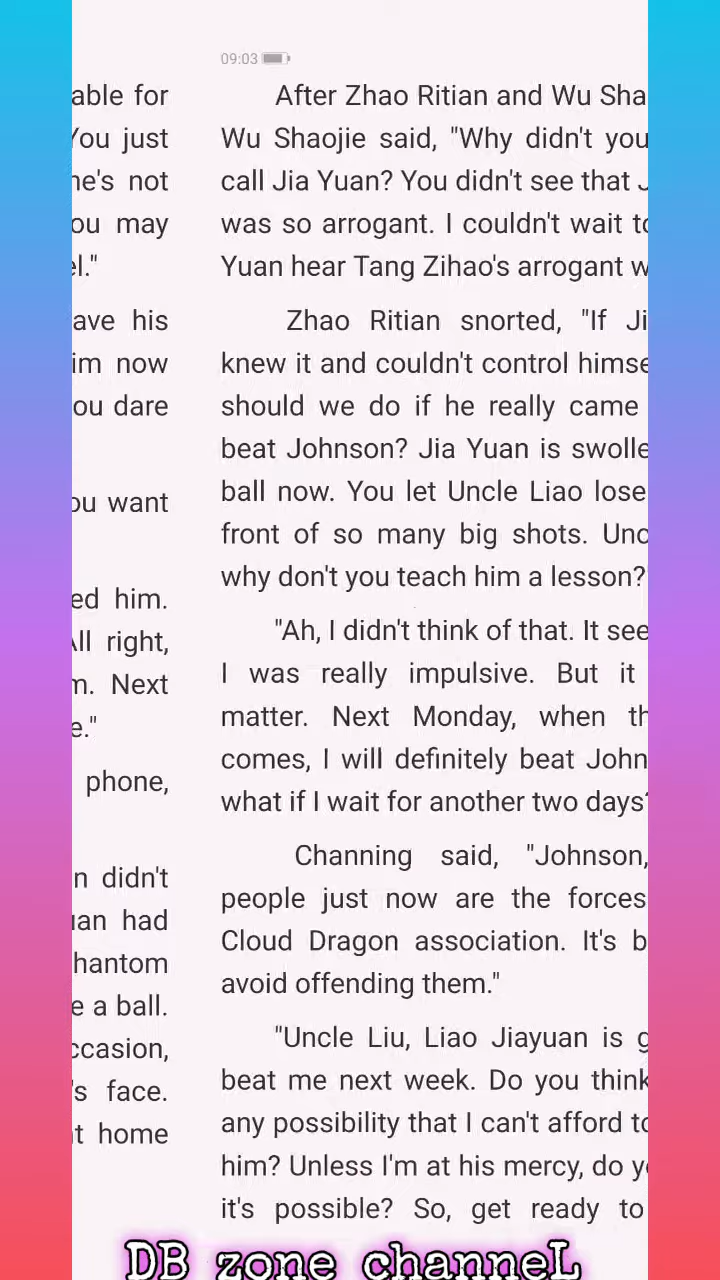 able for
You just
he's not
ou may
el."
ave his
im now
ou dare
ou want
ed him.
All right,
m. Next
e."
phone,
n didn't
uan had
hantom
e a ball.
ccasion,
's face.
at home
09:03
After Zhao Ritian and Wu Sha
Wu Shaojie said, "Why didn't you
call Jia Yuan? You didn't see that J
was so arrogant. I couldn't wait to
Yuan hear Tang Zihao's arrogant w
Zhao Ritian snorted, "If Ji
knew it and couldn't control himse
should we do if he really came
beat Johnson? Jia Yuan is swolle
ball now. You let Uncle Liao lose
front of so many big shots. Unc
why don't you teach him a lesson?
"Ah, I didn't think of that. It see
I was really impulsive. But it
matter. Next Monday, when th
comes, I will definitely beat John
what if I wait for another two days"
Channing said, "Johnson,
people just now are the forces
Cloud Dragon association. It's b
avoid offending them."
"Uncle Liu, Liao Jiayuan is g
beat me next week. Do you think
any possibility that I can't afford to
him? Unless I'm at his mercy, do y
it's possible? So, get ready to
DB zone channeL